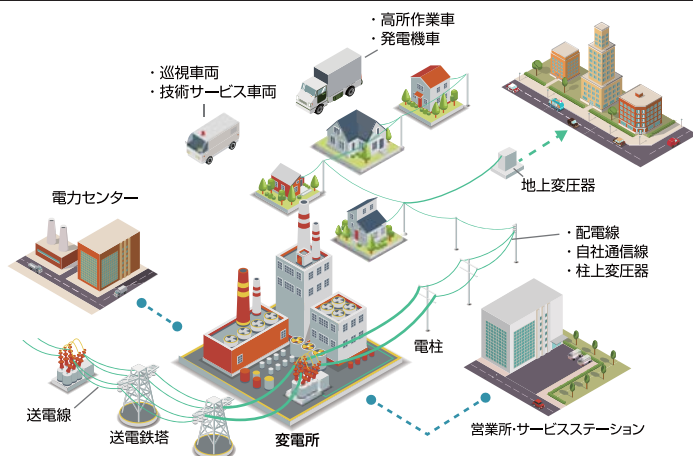 ・高所作業車
・発電機車
・巡視車両
・技術サービス車両
地上変圧器
電力センター
・配電線
・自社通信線
・柱上変圧器
電柱
送電線
送電鉄塔
変電所
営業所・サービスステーション